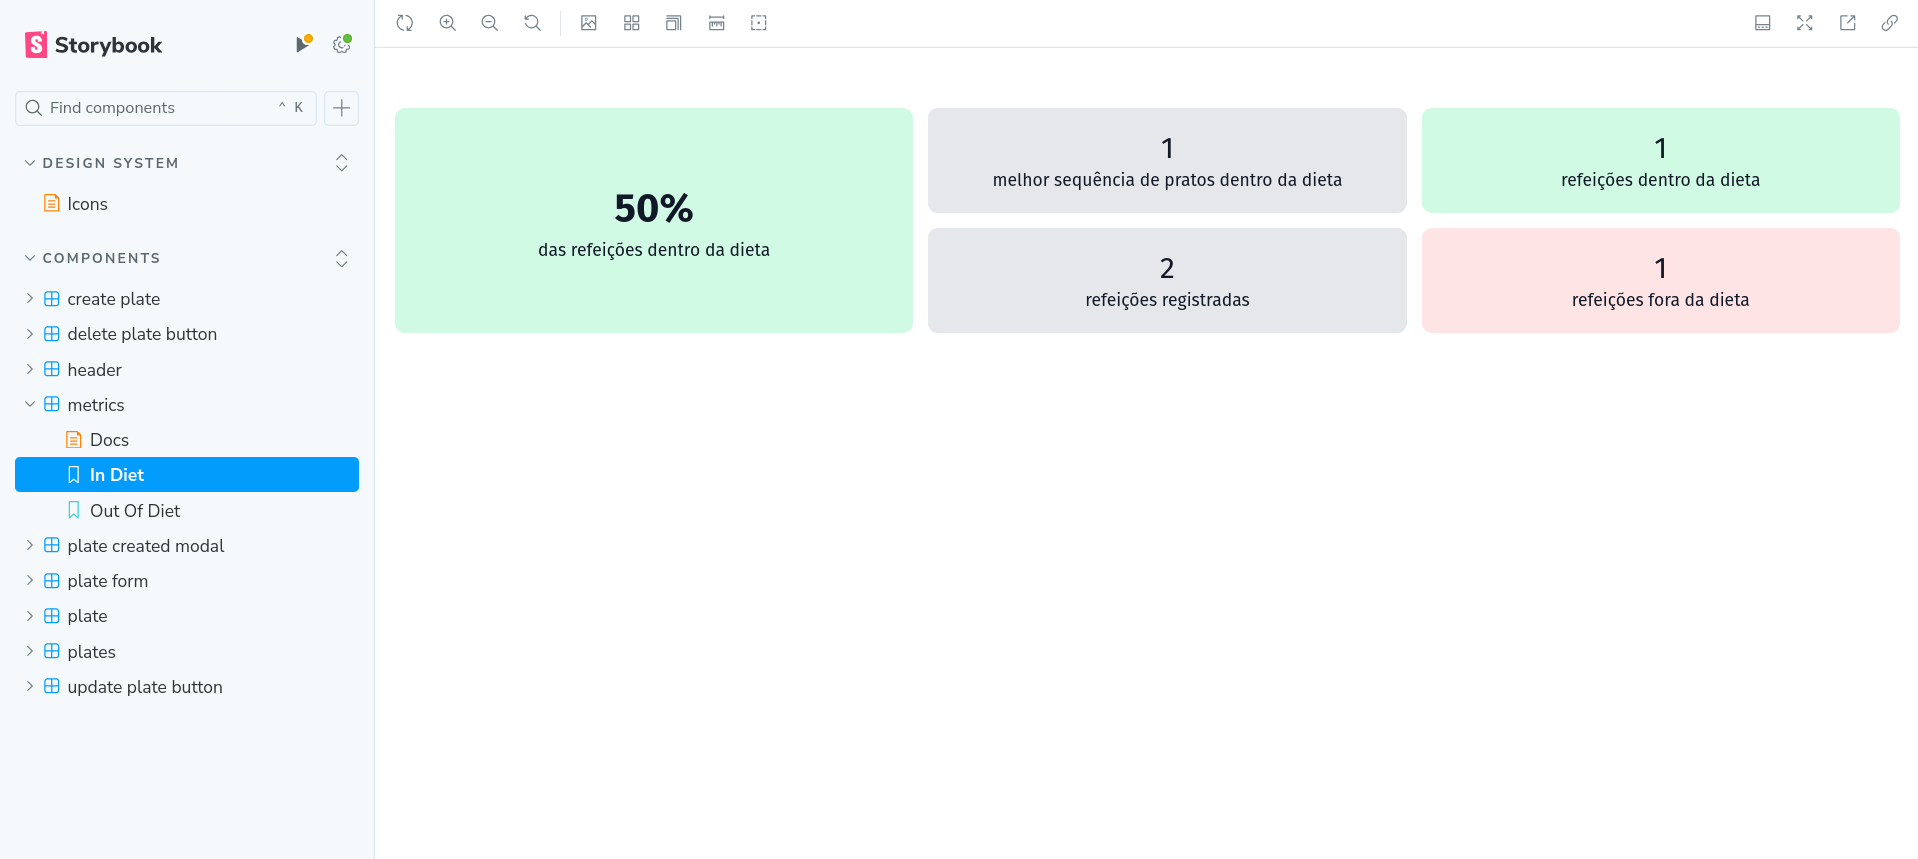 Storybook
Find components
^ K
DESIGN SYSTEM
Icons
COMPONENTS
create plate
delete plate button
header
metrics
Docs
In Diet
Out Of Diet
plate created modal
plate form
plate
plates
update plate button
50%
das refeições dentro da dieta
1
melhor sequência de pratos dentro da dieta
1
refeições dentro da dieta
2
refeições registradas
1
refeições fora da dieta